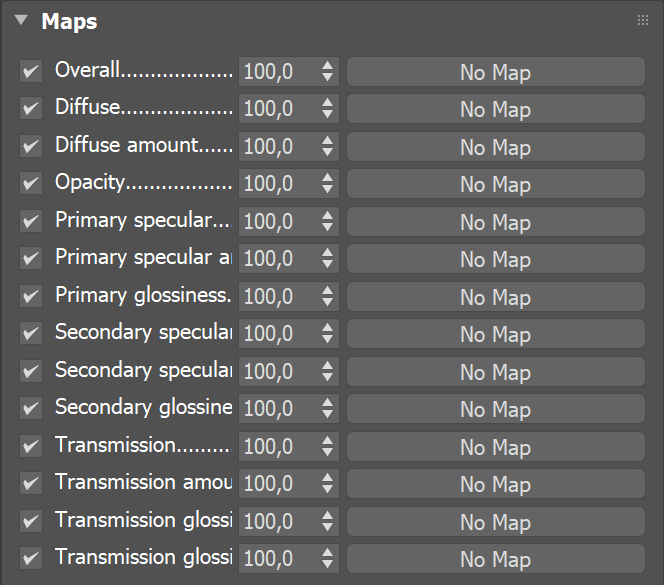 Maps
Overall................... 100,0 No Map
Diffuse................... 100,0 No Map
Diffuse amount...... 100,0 No Map
Opacity.................. 100,0 No Map
Primary specular... 100,0 No Map
Primary specular a 100,0 No Map
Primary glossiness. 100,0 No Map
Secondary specular 100,0 No Map
Secondary specular 100,0 No Map
Secondary glossine 100,0 No Map
Transmission.......... 100,0 No Map
Transmission amou 100,0 No Map
Transmission glossi 100,0 No Map
Transmission glossi 100,0 No Map